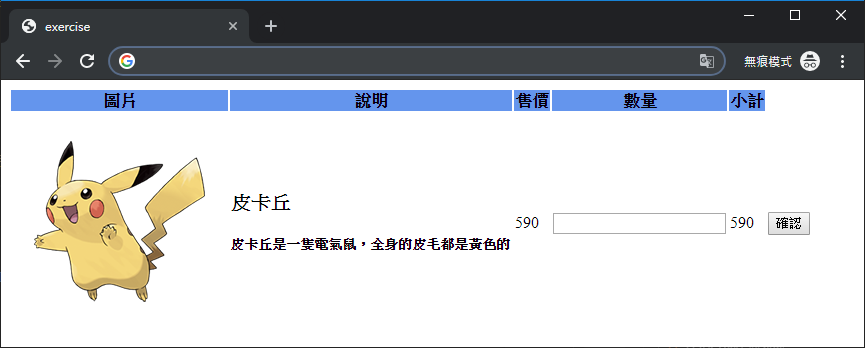 exercise
無痕模式
圖片 說明 售價 數量 小計
皮卡丘
皮卡丘是一隻電氣鼠，全身的皮毛都是黃色的
590 590 確認